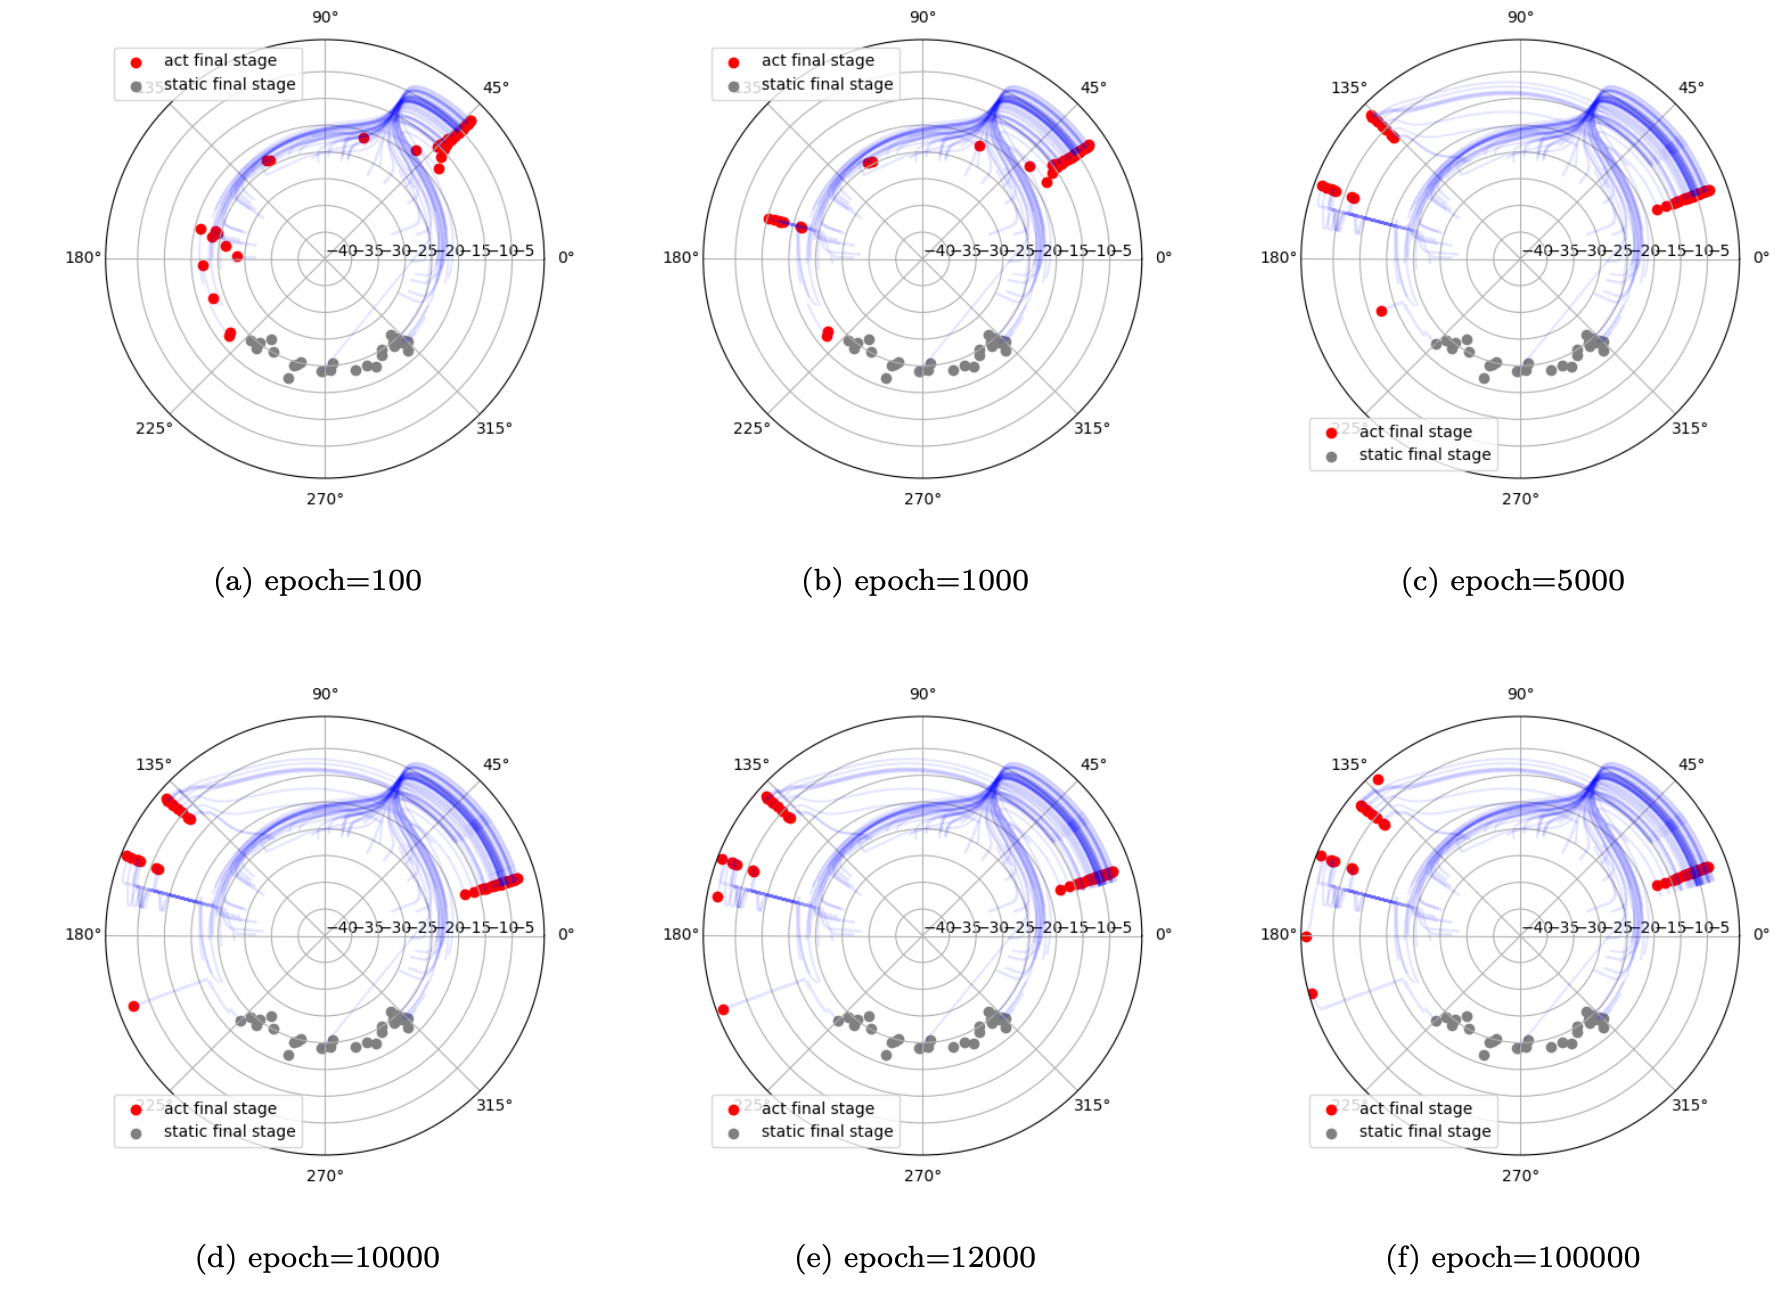 90° 90° 90°
act final stage act final stage
static final stage static final stage
135° 45° 135° 45° 135° 45°
180° −40−35−30−25−20−15−10−5 0° 180° −40−35−30−25−20−15−10−5 0° 180° −40−35−30−25−20−15−10−5 0°
225° 315° 225° 315° 225° 315°
act final stage
static final stage
270° 270° 270°
(a) epoch=100 (b) epoch=1000 (c) epoch=5000
90° 90° 90°
135° 45° 135° 45° 135° 45°
180° −40−35−30−25−20−15−10−5 0° 180° −40−35−30−25−20−15−10−5 0° 180° −40−35−30−25−20−15−10−5 0°
225° 315° 225° 315° 225° 315°
act final stage act final stage act final stage
static final stage static final stage static final stage
270° 270° 270°
(d) epoch=10000 (e) epoch=12000 (f) epoch=100000